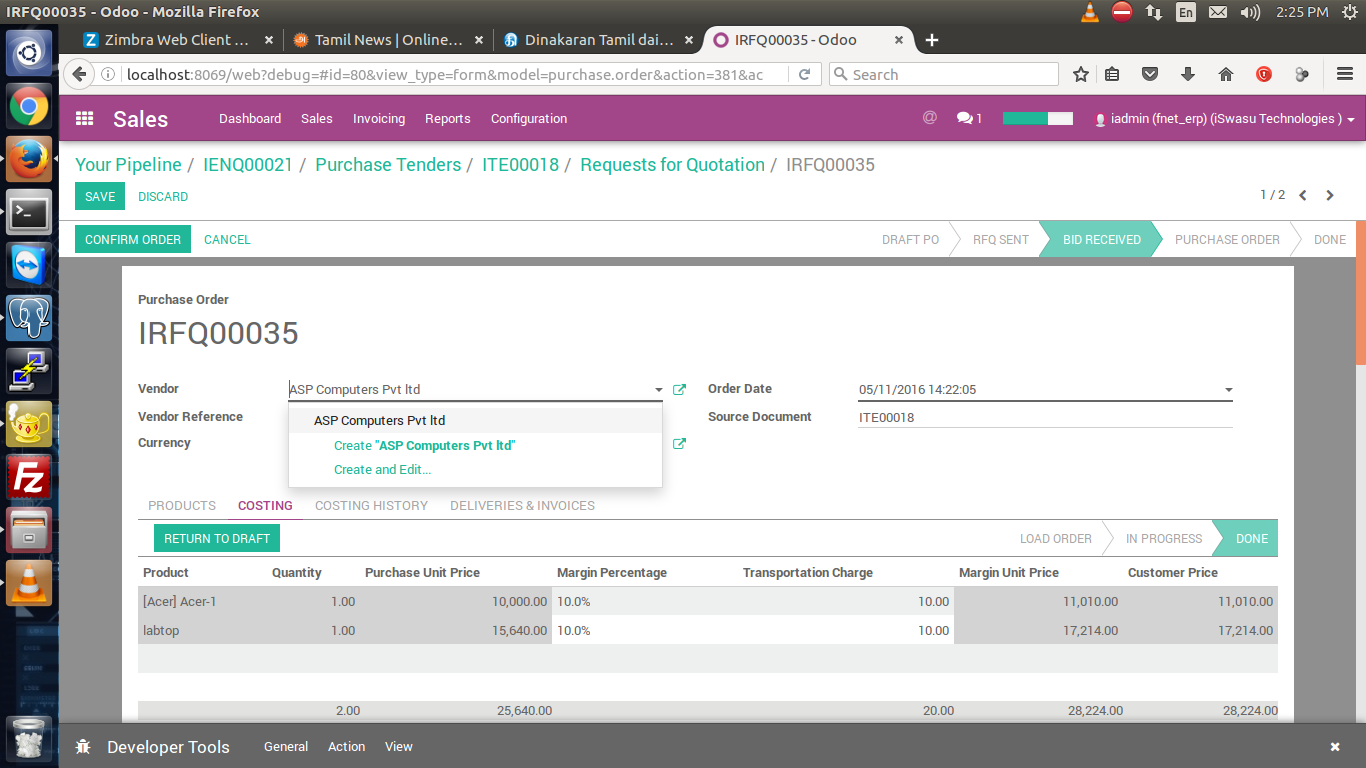 IRFQ00035 - Odoo - Mozilla Firefox En 2:25 PM
Zimbra Web Client ... Tamil News | Online... Dinakaran Tamil dai... IRFQ00035 - Odoo
localhost:8069/web?debug=#id=80&view_type=form&model=purchase.order&action=381&ac Search
Sales Dashboard Sales Invoicing Reports Configuration @ 1 iadmin (fnet_erp) (iSwasu Technologies )
Your Pipeline / IENQ00021 / Purchase Tenders / ITE00018 / Requests for Quotation / IRFQ00035
SAVE DISCARD 1 / 2
CONFIRM ORDER CANCEL DRAFT PO RFQ SENT BID RECEIVED PURCHASE ORDER DONE
Purchase Order
IRFQ00035
Vendor ASP Computers Pvt ltd Order Date 05/11/2016 14:22:05
Vendor Reference ASP Computers Pvt ltd Source Document ITE00018
Currency Create "ASP Computers Pvt ltd"
Create and Edit...
PRODUCTS COSTING COSTING HISTORY DELIVERIES & INVOICES
RETURN TO DRAFT LOAD ORDER IN PROGRESS DONE
Product Quantity Purchase Unit Price Margin Percentage Transportation Charge Margin Unit Price Customer Price
[Acer] Acer-1 1.00 10,000.00 10.0% 10.00 11,010.00 11,010.00
labtop 1.00 15,640.00 10.0% 10.00 17,214.00 17,214.00
2.00 25,640.00 20.00 28,224.00 28,224.00
Developer Tools General Action View